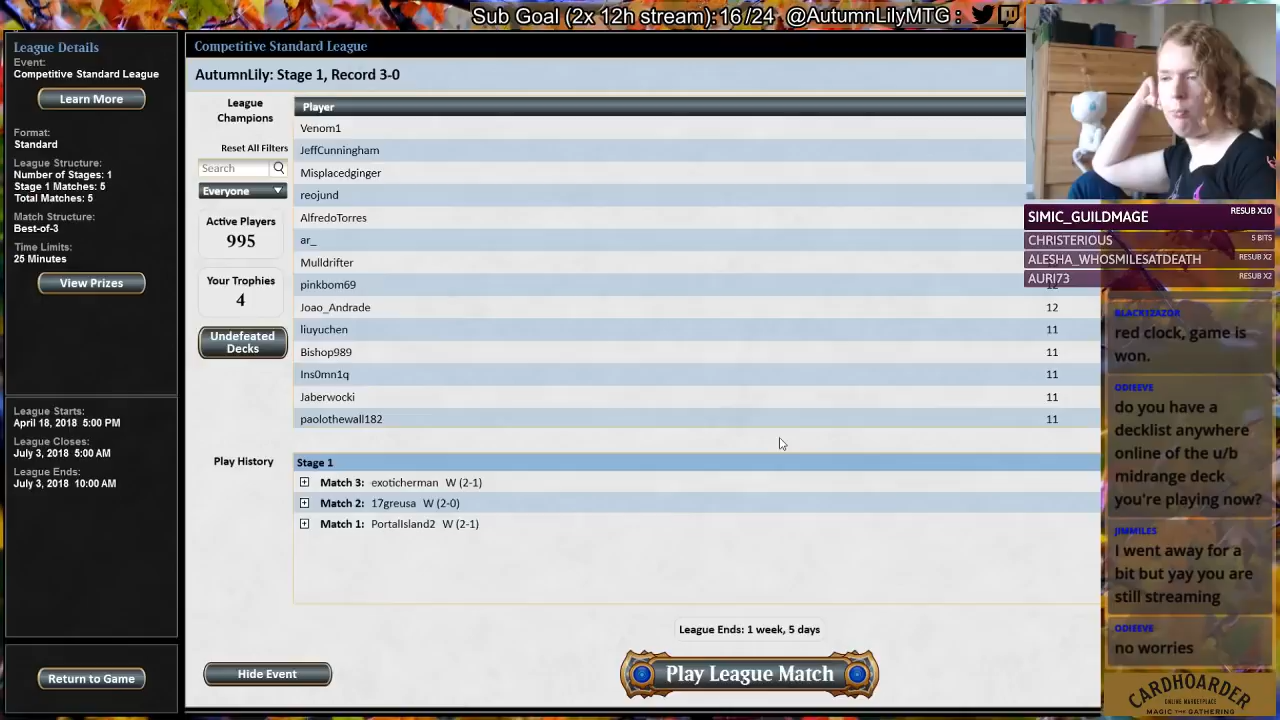 Sub Goal (2x 12h stream): 16/24 @AutumnLilyMTG :
League Details
Event:
Competitive Standard League
Learn More
Format:
Standard
League Structure:
Number of Stages: 1
Stage 1 Matches: 5
Total Matches: 5
Match Structure:
Best-of-3
Time Limits:
25 Minutes
View Prizes
League Starts:
April 18, 2018 5:00 PM
League Closes:
July 3, 2018 5:00 AM
League Ends:
July 3, 2018 10:00 AM
Return to Game
Competitive Standard League
AutumnLily: Stage 1, Record 3-0
League
Champions
Reset All Filters
Search
Everyone
Active Players
995
Your Trophies
4
Undefeated
Decks
Player
Venom1
JeffCunningham
Misplacedginger
reojund
AlfredoTorres
ar_
Mulldrifter
pinkbom69 12
Joao_Andrade 12
liuyuchen 11
Bishop989 11
Ins0mn1q 11
Jaberwocki 11
paolothewall182 11
Play History
Stage 1
Match 3: exoticherman W (2-1)
Match 2: 17greusa W (2-0)
Match 1: PortalIsland2 W (2-1)
League Ends: 1 week, 5 days
Hide Event
Play League Match
SIMIC_GUILDMAGE RESUB X10
CHRISTERIOUS 5 BITS
ALESHA_WHOSMILESATDEATH RESUB X2
AURI73 RESUB X2
red clock, game is
won.
ODIEEVE
do you have a
decklist anywhere
online of the u/b
midrange deck
you're playing now?
JIMMILES
I went away for a
bit but yay you are
still streaming
ODIEEVE
no worries
CARDHOARDER
ONLINE MARKETPLACE
MAGIC THE GATHERING